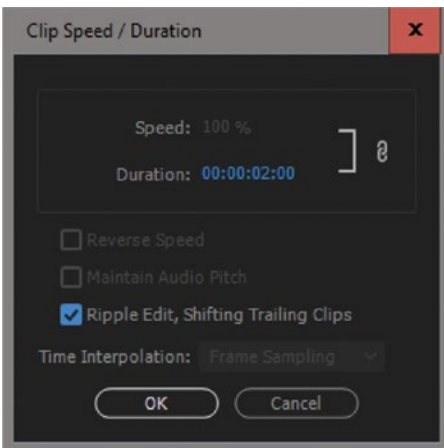 Clip Speed / Duration
Speed: 100 %
Duration: 00:00:02:00
Reverse Speed
Maintain Audio Pitch
Ripple Edit, Shifting Trailing Clips
Time Interpolation: Frame Sampling
OK Cancel